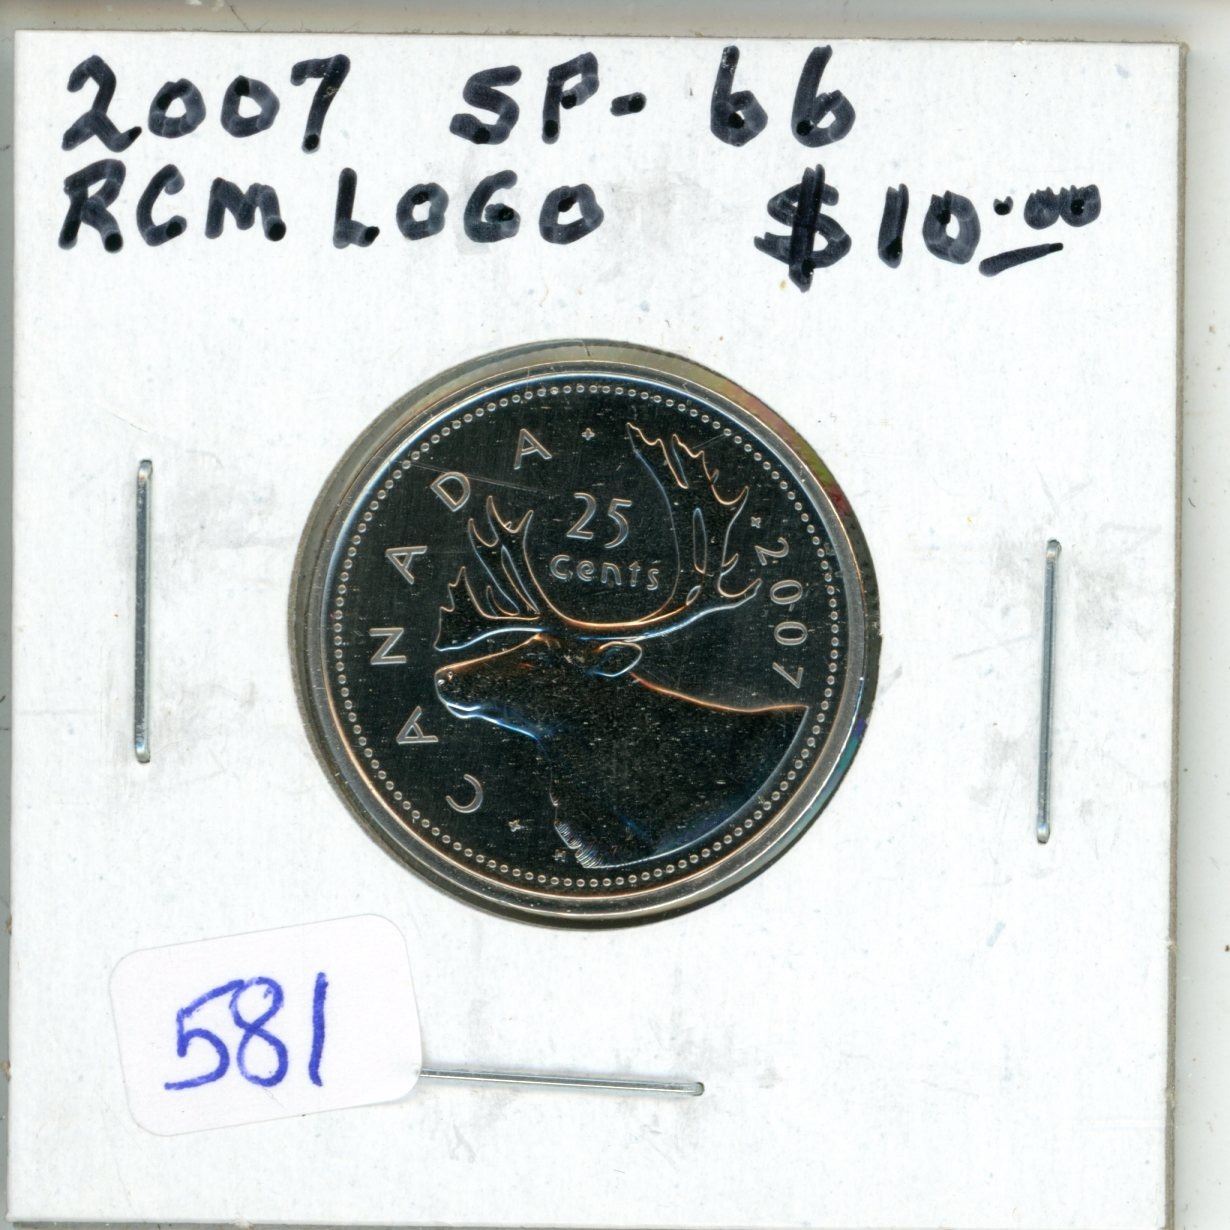 2007 SP-66
RCM LOGO $10.00
CANADA
25
cents
2007
581